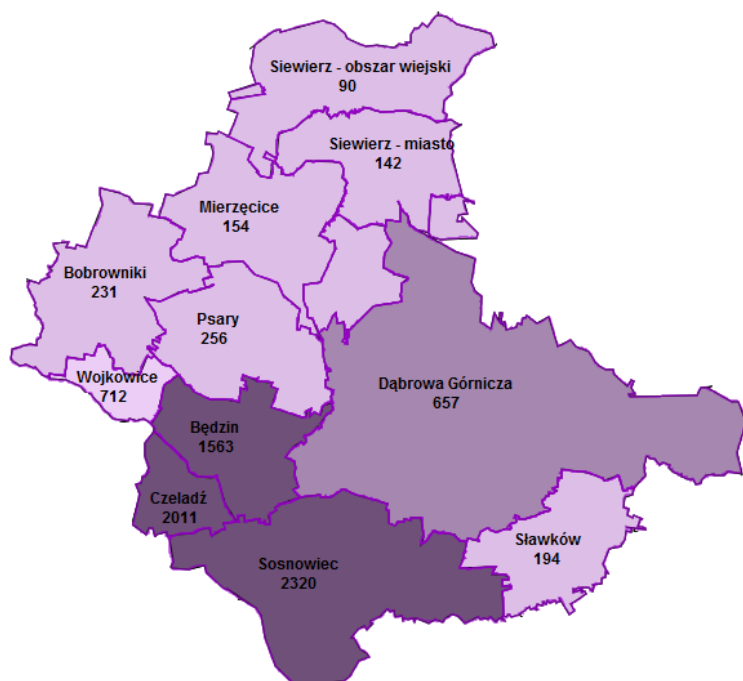 Siewierz - obszar wiejski
90
Siewierz - miasto
142
Mierzęcice
154
Bobrowniki
231
Psary
256
Wojkowice
712
Dąbrowa Górnicza
657
Będzin
1563
Czeladź
2011
Sławków
194
Sosnowiec
2320